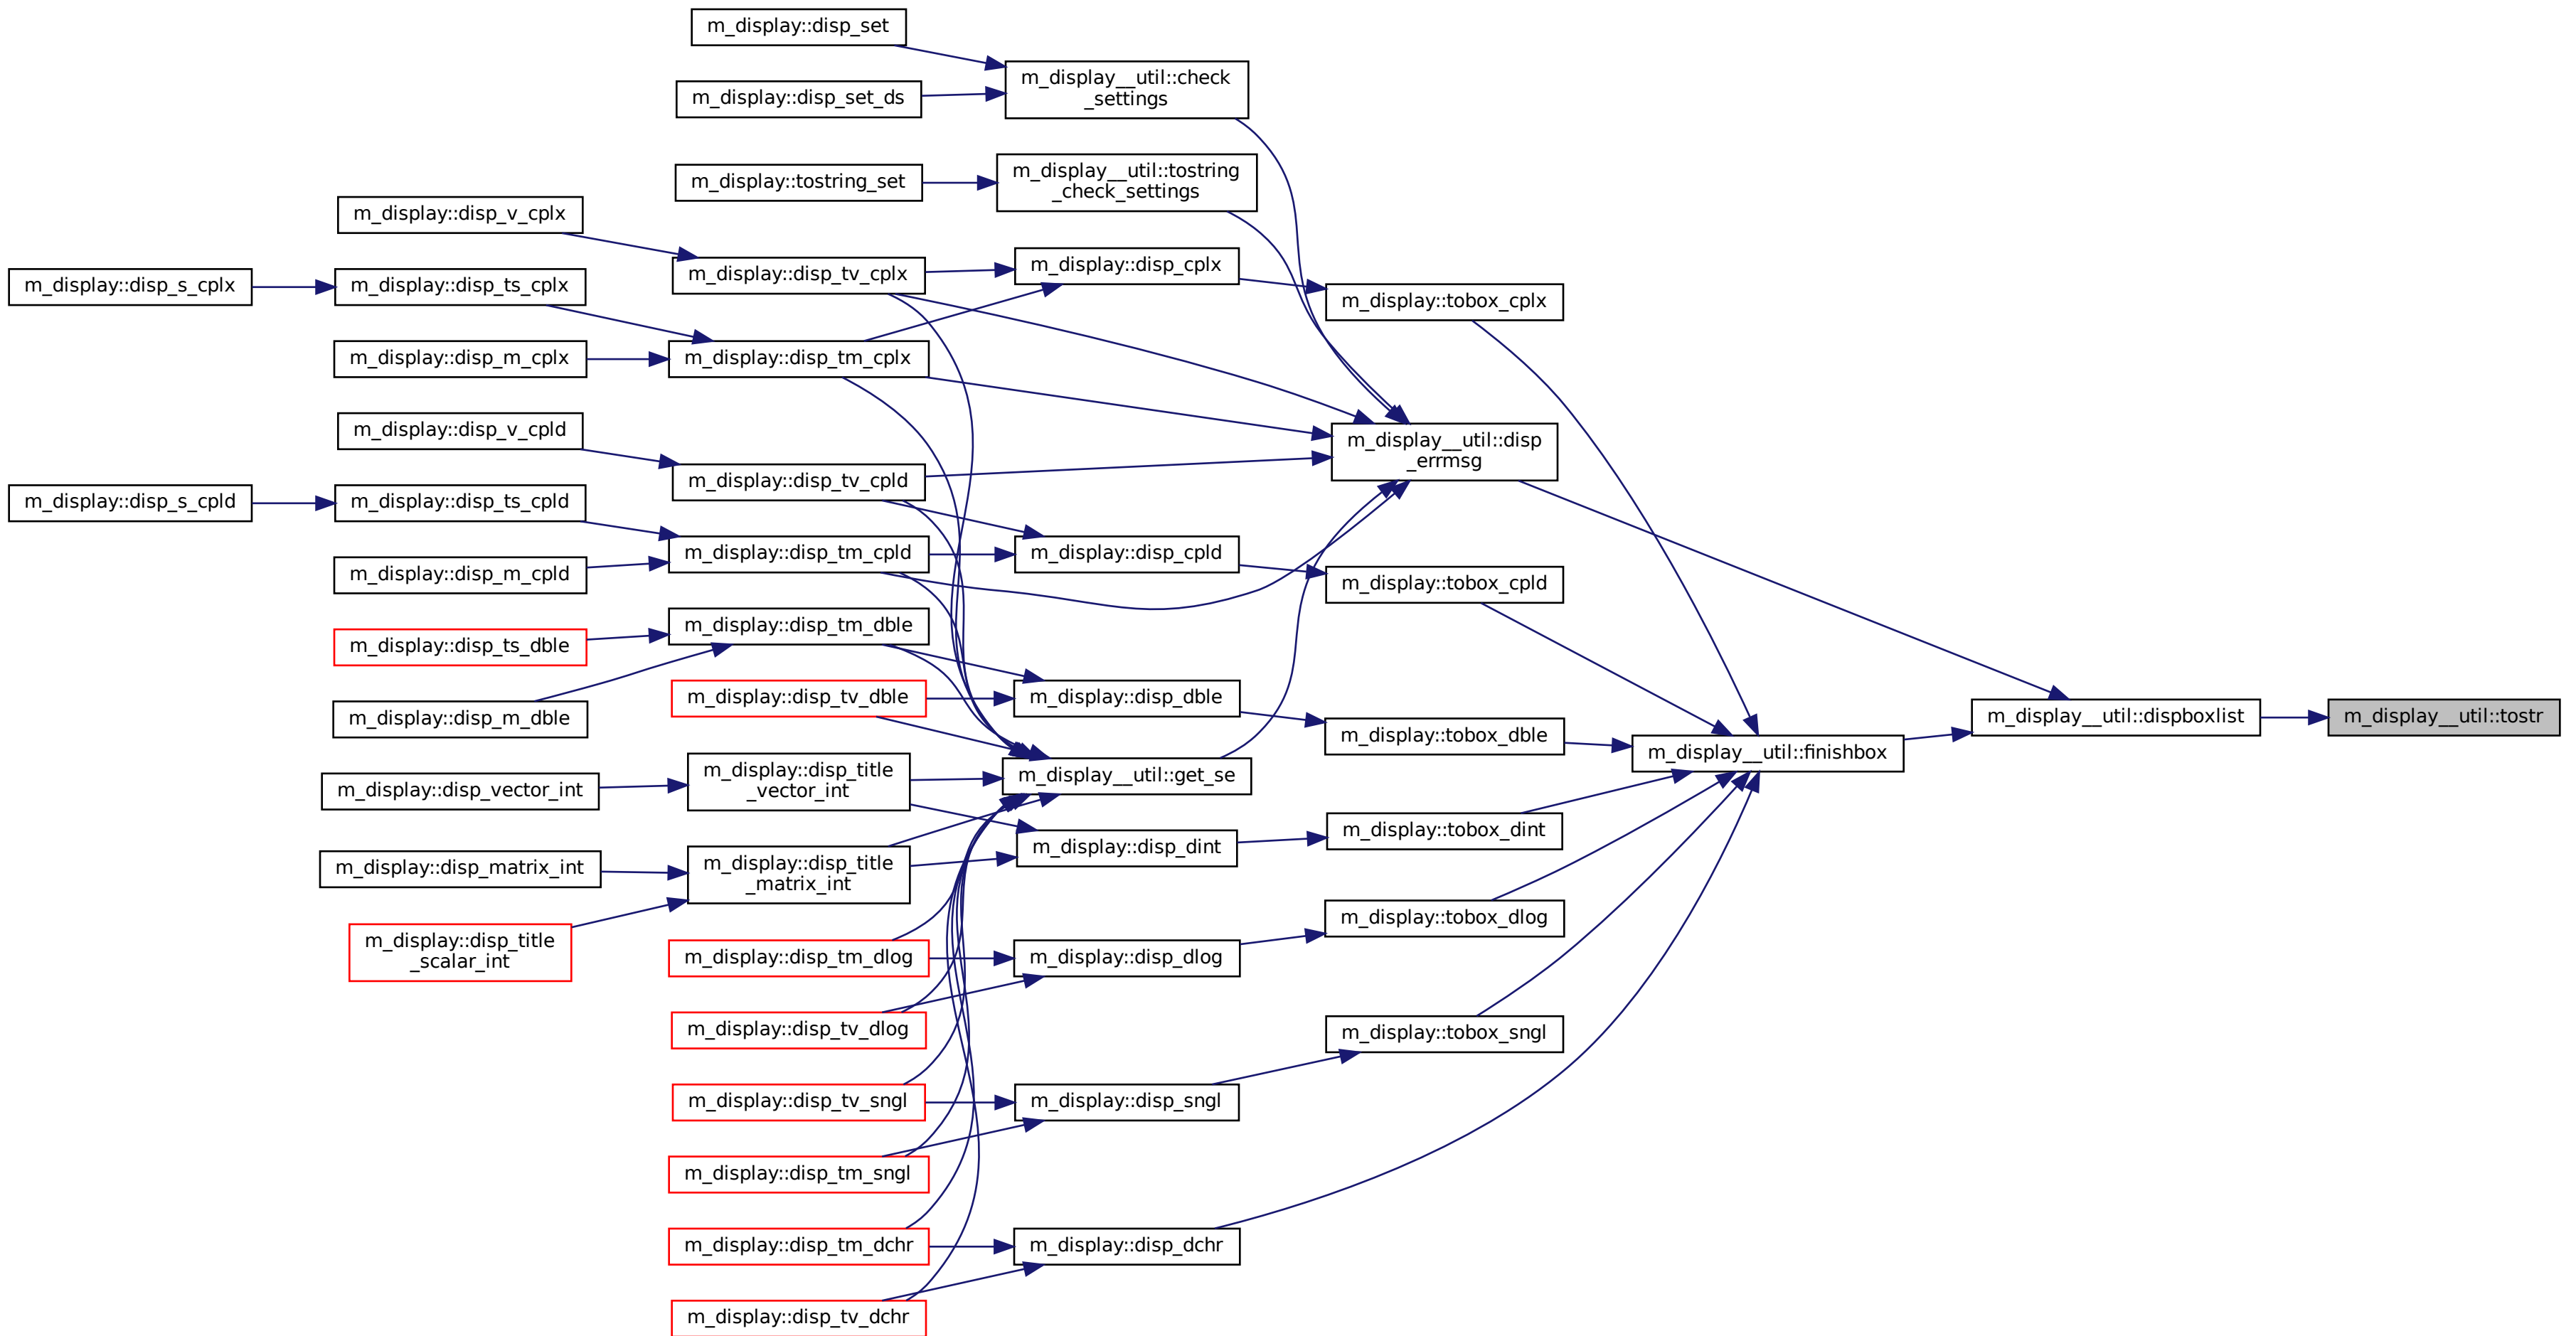 m_display::disp_set
m_display__util::check
_settings
m_display::disp_set_ds
m_display__util::tostring
_check_settings
m_display::tostring_set
m_display::disp_v_cplx
m_display::disp_cplx
m_display::disp_tv_cplx
m_display::disp_s_cplx
m_display::disp_ts_cplx
m_display::tobox_cplx
m_display::disp_m_cplx
m_display::disp_tm_cplx
m_display::disp_v_cpld
m_display__util::disp
_errmsg
m_display::disp_tv_cpld
m_display::disp_s_cpld
m_display::disp_ts_cpld
m_display::disp_tm_cpld
m_display::disp_cpld
m_display::disp_m_cpld
m_display::tobox_cpld
m_display::disp_tm_dble
m_display::disp_ts_dble
m_display::disp_tv_dble
m_display::disp_dble
m_display::disp_m_dble
m_display__util::dispboxlist
m_display__util::tostr
m_display::tobox_dble
m_display__util::finishbox
m_display::disp_title
_vector_int
m_display__util::get_se
m_display::disp_vector_int
m_display::tobox_dint
m_display::disp_dint
m_display::disp_matrix_int
m_display::disp_title
_matrix_int
m_display::tobox_dlog
m_display::disp_title
_scalar_int
m_display::disp_tm_dlog
m_display::disp_dlog
m_display::disp_tv_dlog
m_display::tobox_sngl
m_display::disp_tv_sngl
m_display::disp_sngl
m_display::disp_tm_sngl
m_display::disp_tm_dchr
m_display::disp_dchr
m_display::disp_tv_dchr